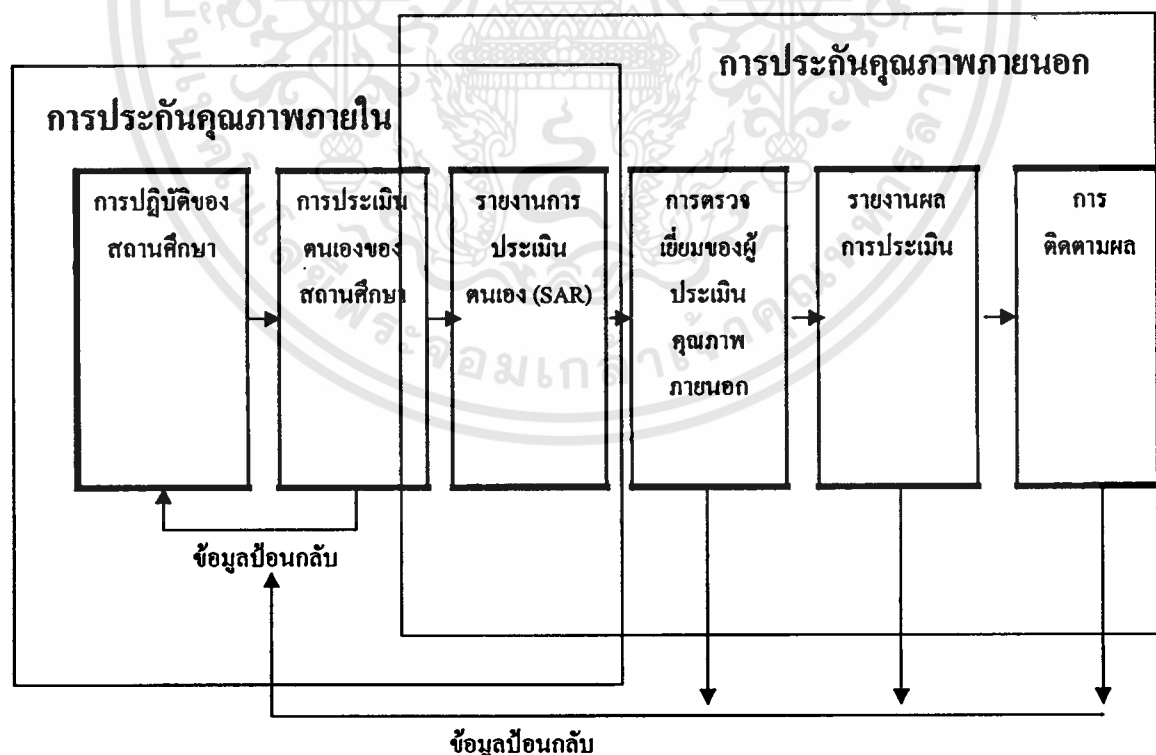 การประกันคุณภาพภายนอก
การประกันคุณภาพภายใน
การปฏิบัติของ
สถานศึกษา
การประเมิน
ตนเองของ
สถานศึกษา
รายงานการ
ประเมิน
ตนเอง (SAR)
การตรวจ
เยี่ยมของผู้
ประเมิน
คุณภาพ
ภายนอก
รายงานผล
การประเมิน
การ
ติดตามผล
ข้อมูลป้อนกลับ
ข้อมูลป้อนกลับ